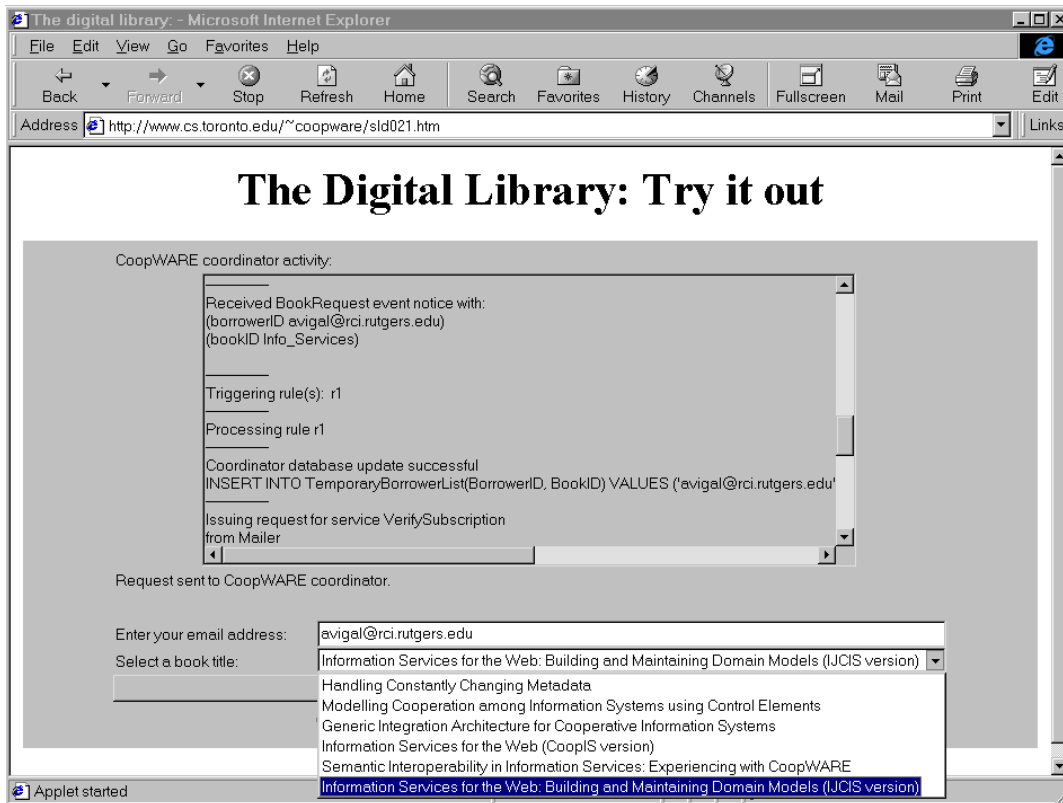 The digital library: - Microsoft Internet Explorer
File Edit View Go Favorites Help
Back Forward Stop Refresh Home Search Favorites History Channels Fullscreen Mail Print Edit
Address http://www.cs.toronto.edu/~coopware/sld021.htm Links
The Digital Library: Try it out
CoopWARE coordinator activity:
Received BookRequest event notice with:
(borrowerID avigal@rci.rutgers.edu)
(bookID Info_Services)
Triggering rule(s): r1
Processing rule r1
Coordinator database update successful
INSERT INTO TemporaryBorrowerList(BorrowerID, BookID) VALUES ('avigal@rci.rutgers.edu'
Issuing request for service VerifySubscription
from Mailer
Request sent to CoopWARE coordinator.
Enter your email address: avigal@rci.rutgers.edu
Select a book title: Information Services for the Web: Building and Maintaining Domain Models (IJCIS version)
Handling Constantly Changing Metadata
Modelling Cooperation among Information Systems using Control Elements
Generic Integration Architecture for Cooperative Information Systems
Information Services for the Web (CoopIS version)
Semantic Interoperability in Information Services: Experiencing with CoopWARE
Information Services for the Web: Building and Maintaining Domain Models (IJCIS version)
Applet started